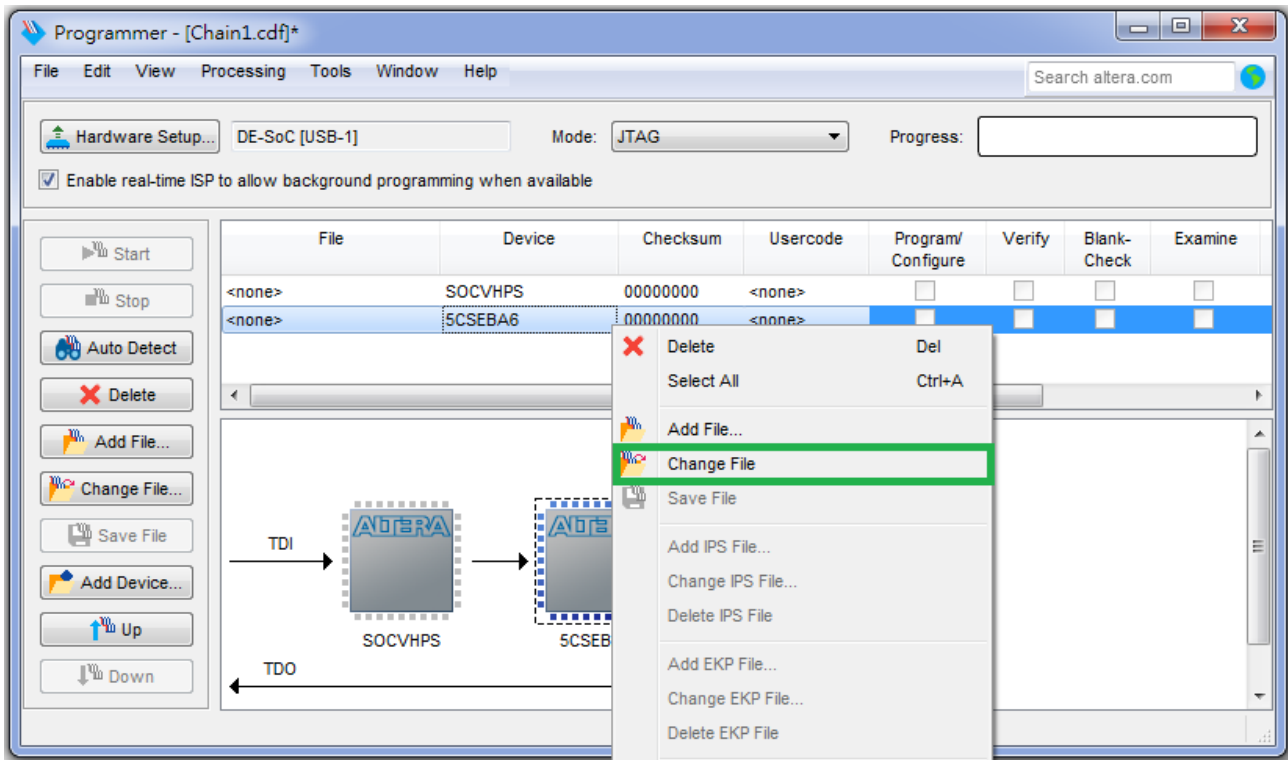 Programmer - [Chain1.cdf]*
File Edit View Processing Tools Window Help
Search altera.com
Hardware Setup... DE-SoC [USB-1] Mode: JTAG Progress:
Enable real-time ISP to allow background programming when available
Start
Stop
Auto Detect
Delete
Add File...
Change File...
Save File
Add Device...
Up
Down
File Device Checksum Usercode Program/ Configure Verify Blank- Check Examine
<none> SOCVHPS 00000000 <none>
<none> 5CSEBA6 00000000 <none>
Delete Del
Select All Ctrl+A
Add File...
Change File
Save File
Add IPS File...
Change IPS File...
Delete IPS File
Add EKP File...
Change EKP File...
Delete EKP File
TDI
ALTERA
SOCVHPS
ALTE
5CSEB
TDO